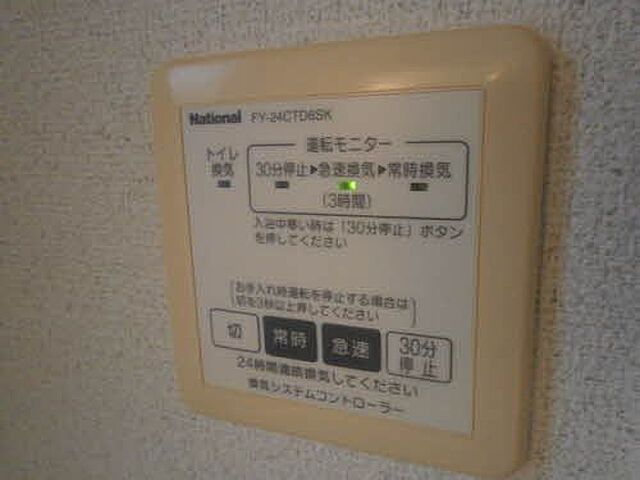 National FY-24CTD6SK
運転モニター
トイレ換気
30分停止▶急速換気▶常時換気
(3時間)
入浴中寒い時は「30分停止」ボタン
を押してください
お手入れ時運転を停止する場合は
切を3秒以上押してください
切 常時 急速 30分停止
24時間連続換気してください
換気システムコントローラー